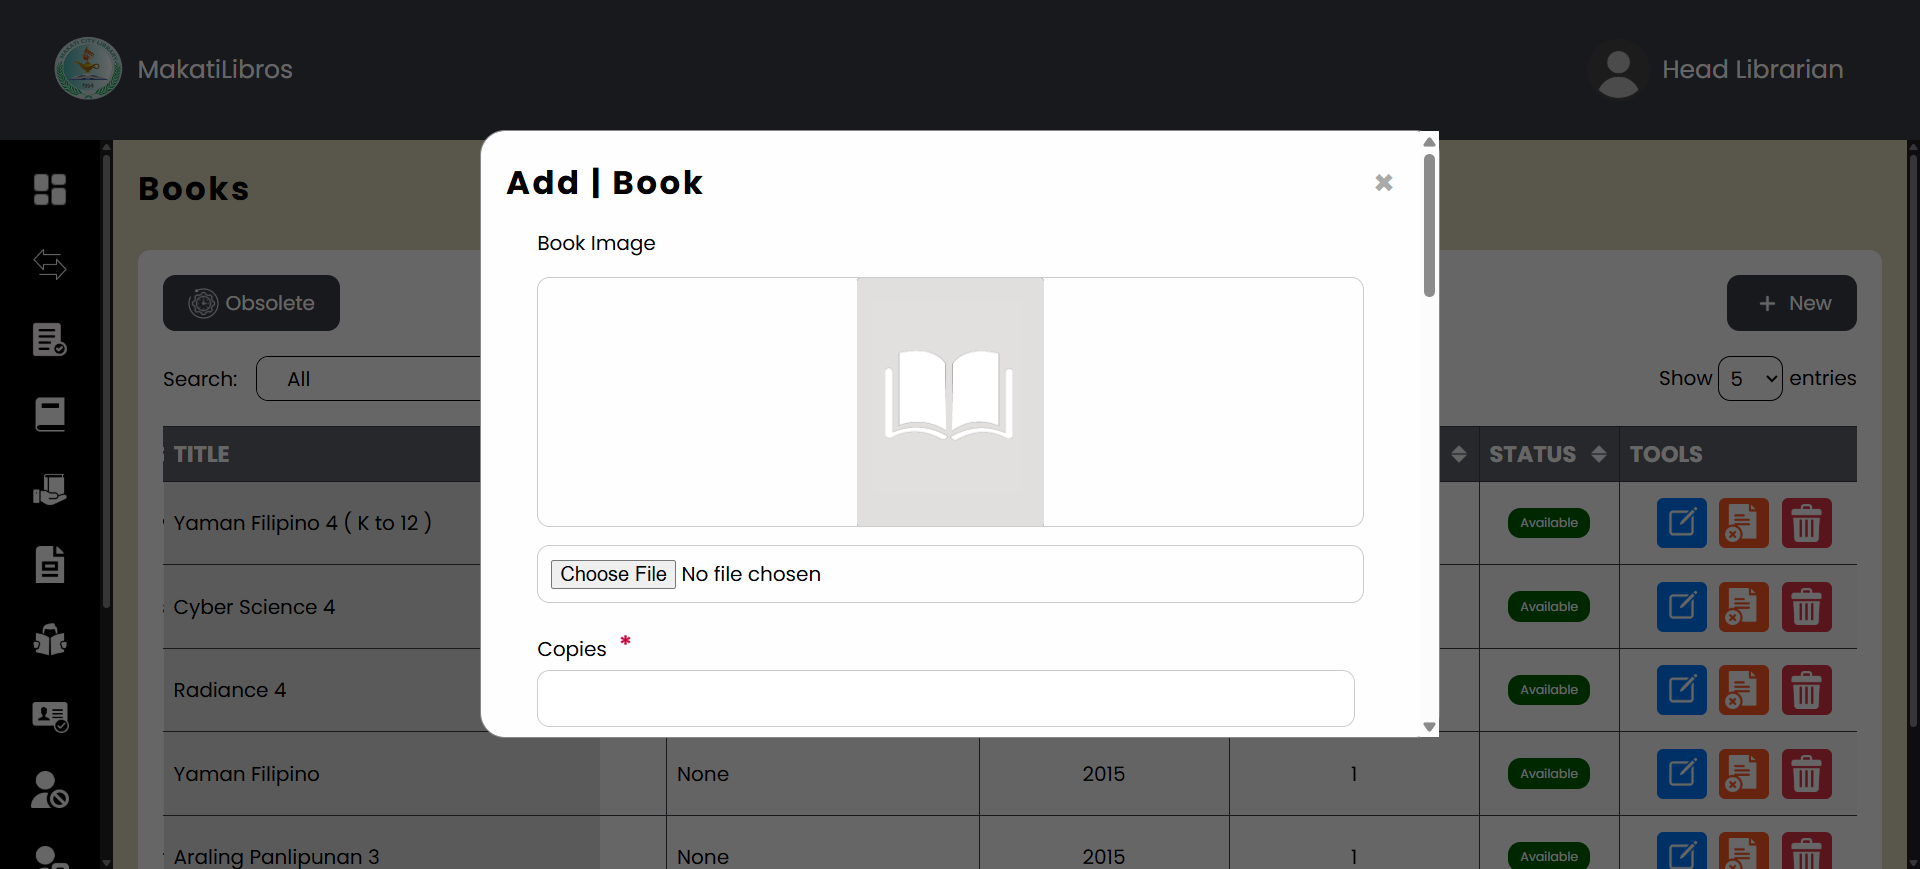 MakatiLibros
Head Librarian
Books
Add | Book
Book Image
Obsolete
New
Search: All
Show 5 entries
Choose File No file chosen
Copies *
TITLE STATUS TOOLS
Yaman Filipino 4 ( K to 12 ) Available
Cyber Science 4 Available
Radiance 4 Available
Yaman Filipino None 2015 1 Available
Araling Panlipunan 3 None 2015 1 Available